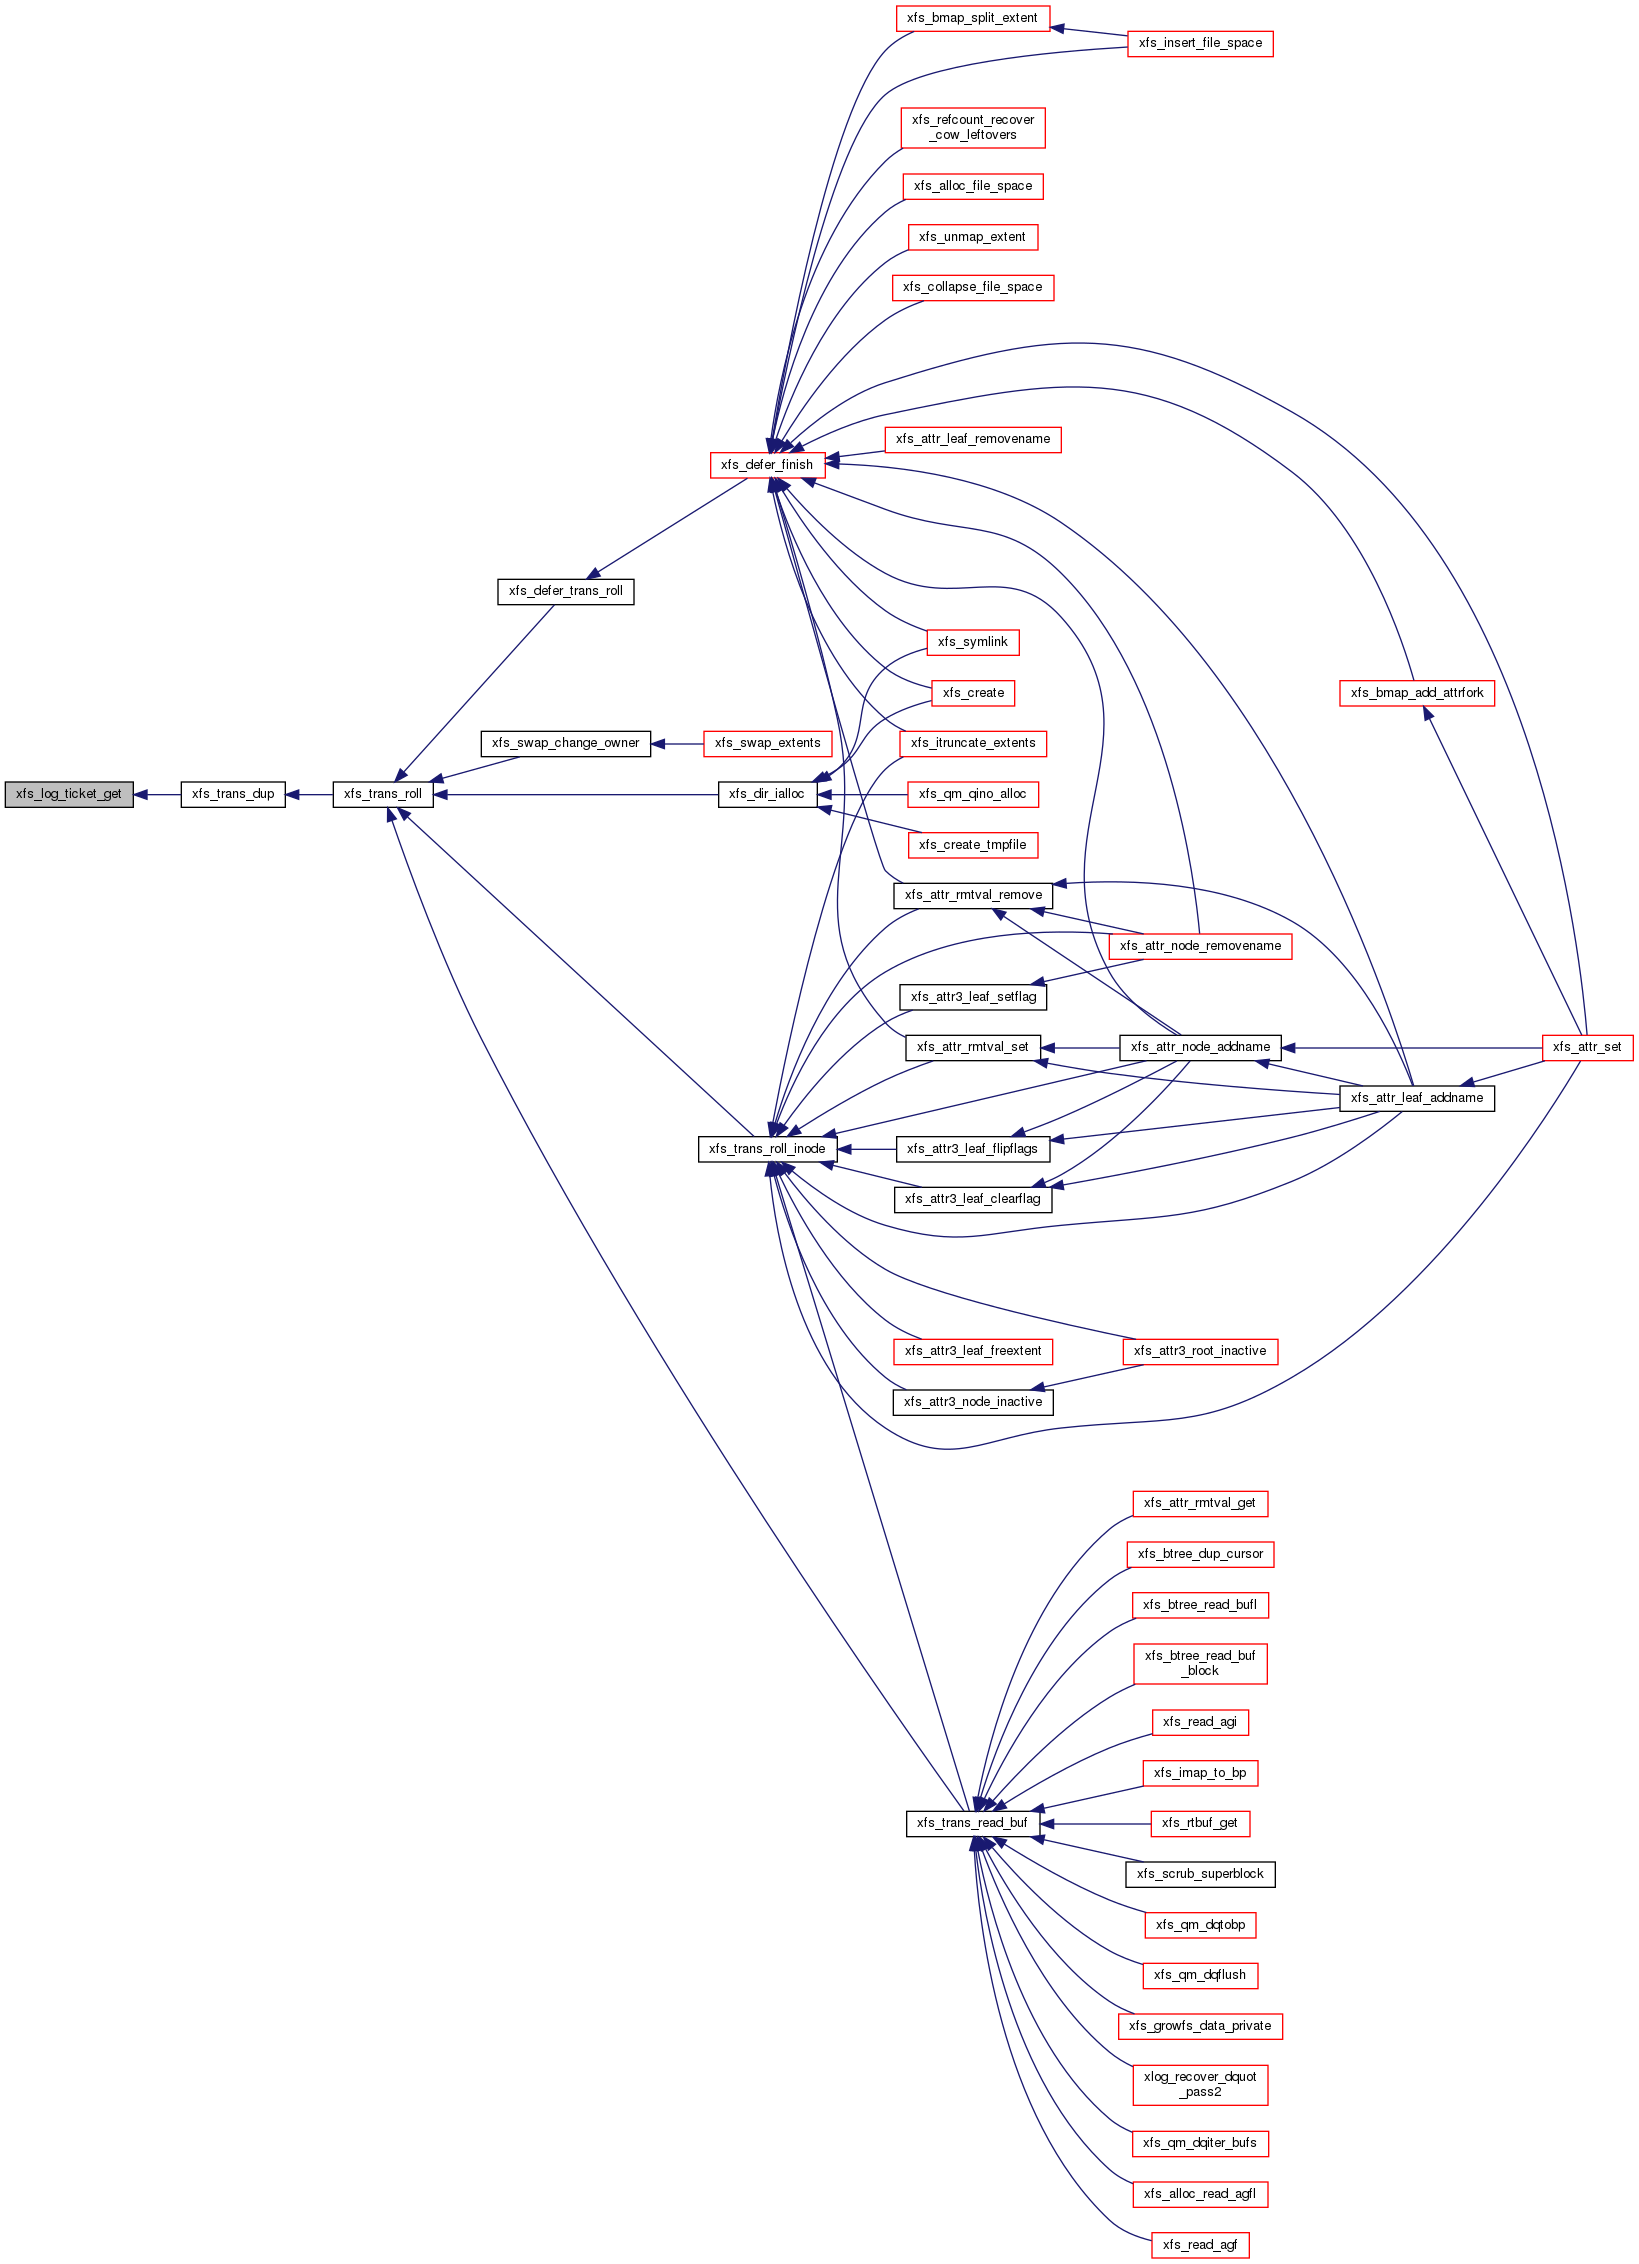 xfs_bmap_split_extent
xfs_insert_file_space
xfs_refcount_recover
_cow_leftovers
xfs_alloc_file_space
xfs_unmap_extent
xfs_collapse_file_space
xfs_attr_leaf_removename
xfs_defer_finish
xfs_defer_trans_roll
xfs_symlink
xfs_create
xfs_bmap_add_attrfork
xfs_swap_change_owner
xfs_swap_extents
xfs_itruncate_extents
xfs_log_ticket_get
xfs_trans_dup
xfs_trans_roll
xfs_dir_ialloc
xfs_qm_qino_alloc
xfs_create_tmpfile
xfs_attr_rmtval_remove
xfs_attr_node_removename
xfs_attr3_leaf_setflag
xfs_attr_rmtval_set
xfs_attr_node_addname
xfs_attr_set
xfs_attr_leaf_addname
xfs_trans_roll_inode
xfs_attr3_leaf_flipflags
xfs_attr3_leaf_clearflag
xfs_attr3_leaf_freextent
xfs_attr3_root_inactive
xfs_attr3_node_inactive
xfs_attr_rmtval_get
xfs_btree_dup_cursor
xfs_btree_read_bufl
xfs_btree_read_buf
_block
xfs_read_agi
xfs_imap_to_bp
xfs_trans_read_buf
xfs_rtbuf_get
xfs_scrub_superblock
xfs_qm_dqtobp
xfs_qm_dqflush
xfs_growfs_data_private
xlog_recover_dquot
_pass2
xfs_qm_dqiter_bufs
xfs_alloc_read_agfl
xfs_read_agf